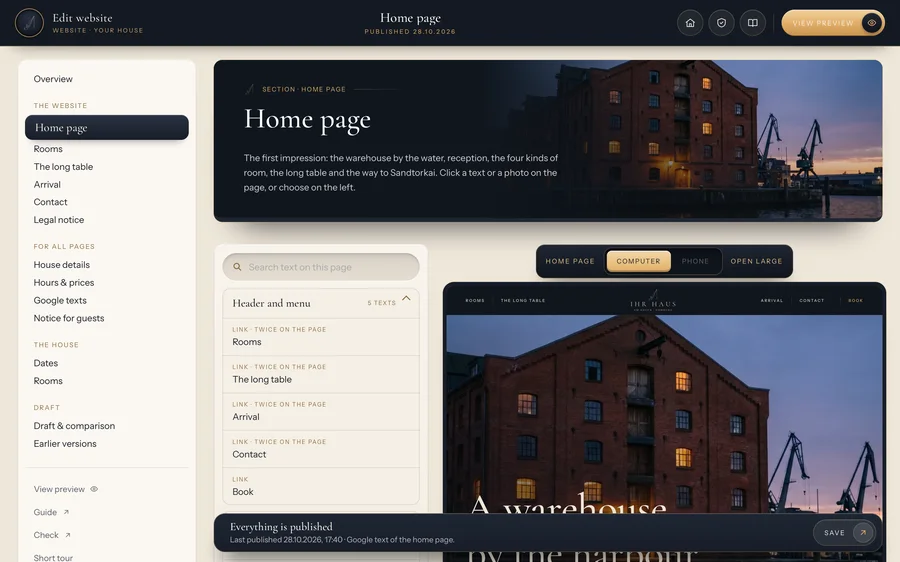 Edit website
WEBSITE · YOUR HOUSE
Home page
PUBLISHED 28.10.2026
VIEW PREVIEW
Overview
THE WEBSITE
Home page
Rooms
The long table
Arrival
Contact
Legal notice
FOR ALL PAGES
House details
Hours & prices
Google texts
Notice for guests
THE HOUSE
Dates
Rooms
DRAFT
Draft & comparison
Earlier versions
View preview
Guide
Check
Short tour
SECTION · HOME PAGE
Home page
The first impression: the warehouse by the water, reception, the four kinds of
room, the long table and the way to Sandtorkai. Click a text or a photo on the
page, or choose on the left.
Search text on this page
Header and menu
5 TEXTS
LINK · TWICE ON THE PAGE
Rooms
LINK · TWICE ON THE PAGE
The long table
LINK · TWICE ON THE PAGE
Arrival
LINK · TWICE ON THE PAGE
Contact
LINK
Book
HOME PAGE
COMPUTER
PHONE
OPEN LARGE
ROOMS
THE LONG TABLE
IHR HAUS
ARRIVAL
CONTACT
BOOK
A warehouse
by the harbour
Everything is published
Last published 28.10.2026, 17:40 · Google text of the home page.
SAVE